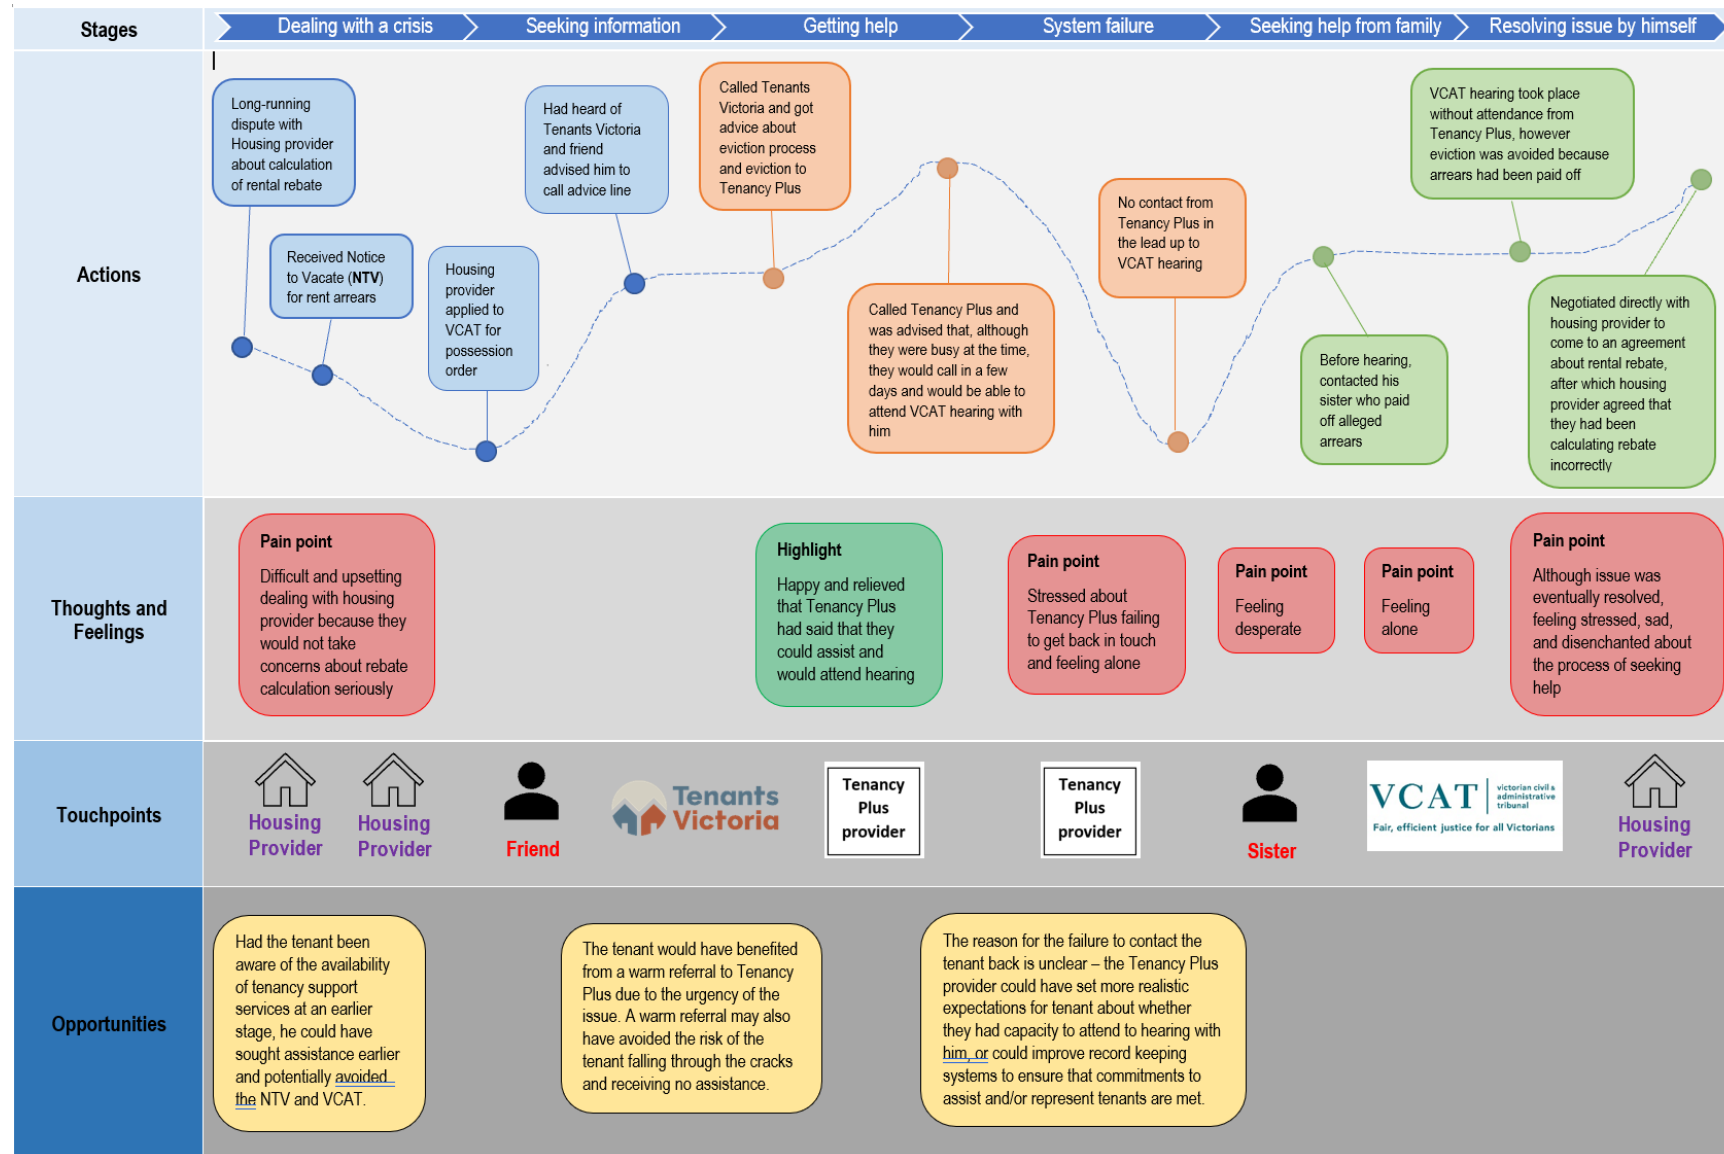 Stages
Dealing with a crisis
Seeking information
Getting help
System failure
Seeking help from family
Resolving issue by himself
Actions
Long-running
dispute with
Housing provider
about calculation
of rental rebate
Received Notice
to Vacate (NTV)
for rent arrears
Housing
provider
applied to
VCAT for
possession
order
Had heard of
Tenants Victoria
and friend
advised him to
call advice line
Called Tenants
Victoria and got
advice about
eviction process
and eviction to
Tenancy Plus
Called Tenancy Plus and
was advised that, although
they were busy at the time,
they would call in a few
days and would be able to
attend VCAT hearing with
him
No contact from
Tenancy Plus in
the lead up to
VCAT hearing
Before hearing,
contacted his
sister who paid
off alleged
arrears
VCAT hearing took place
without attendance from
Tenancy Plus, however
eviction was avoided because
arrears had been paid off
Negotiated directly with
housing provider to
come to an agreement
about rental rebate,
after which housing
provider agreed that
they had been
calculating rebate
incorrectly
Thoughts and
Feelings
Pain point
Difficult and upsetting
dealing with housing
provider because they
would not take
concerns about rebate
calculation seriously
Highlight
Happy and relieved
that Tenancy Plus
had said that they
could assist and
would attend hearing
Pain point
Stressed about
Tenancy Plus failing
to get back in touch
and feeling alone
Pain point
Feeling
desperate
Pain point
Feeling
alone
Pain point
Although issue was
eventually resolved,
feeling stressed, sad,
and disenchanted about
the process of seeking
help
Touchpoints
Housing
Provider
Housing
Provider
Friend
Tenants
Victoria
Tenancy
Plus
provider
Tenancy
Plus
provider
Sister
VCAT
victorian civil &
administrative
tribunal
Fair, efficient justice for all Victorians
Housing
Provider
Opportunities
Had the tenant been
aware of the availability
of tenancy support
services at an earlier
stage, he could have
sought assistance earlier
and potentially avoided
the NTV and VCAT.
The tenant would have benefited
from a warm referral to Tenancy
Plus due to the urgency of the
issue. A warm referral may also
have avoided the risk of the
tenant falling through the cracks
and receiving no assistance.
The reason for the failure to contact the
tenant back is unclear – the Tenancy Plus
provider could have set more realistic
expectations for tenant about whether
they had capacity to attend to hearing with
him, or could improve record keeping
systems to ensure that commitments to
assist and/or represent tenants are met.